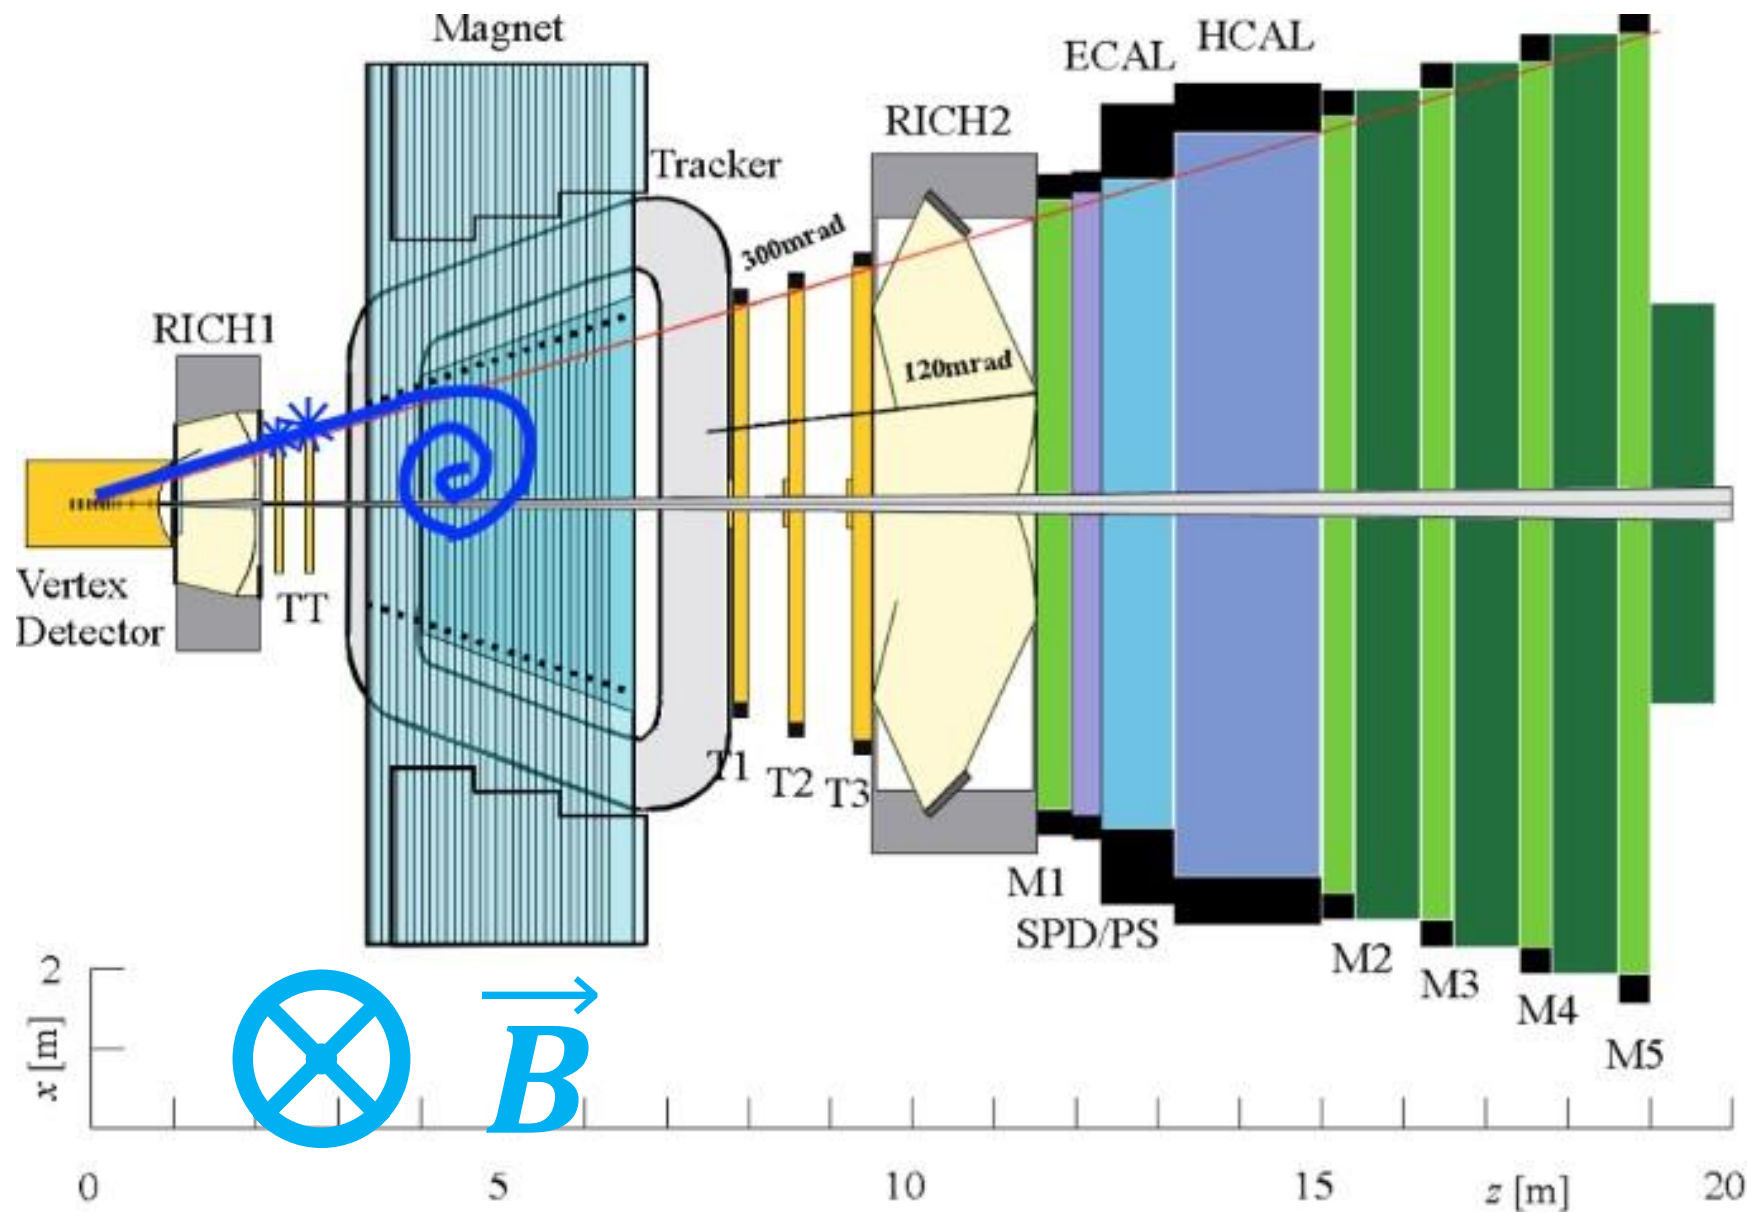 Magnet
HCAL
ECAL
RICH2
Tracker
300mrad
RICH1
120mrad
Vertex
Detector
TT
T1
T2
T3
M1
SPD/PS
M2
M3
M4
M5
2
x [m]
B
0
5
10
15
z [m]
20